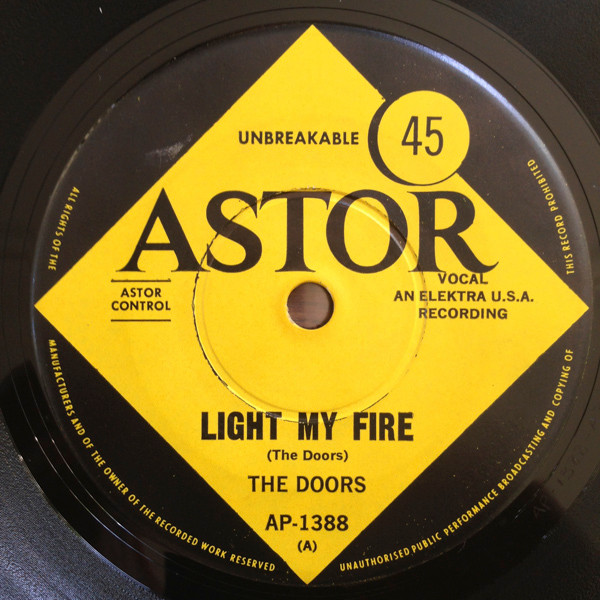 UNBREAKABLE
45
ASTOR
ASTOR
CONTROL
VOCAL
AN ELEKTRA U.S.A.
RECORDING
LIGHT MY FIRE
(The Doors)
THE DOORS
AP-1388
(A)
ALL RIGHTS OF THE
MANUFACTURERS AND OF THE OWNER OF THE RECORDED WORK RESERVED
UNAUTHORISED PUBLIC PERFORMANCE BROADCASTING AND COPYING OF
THIS RECORD PROHIBITED